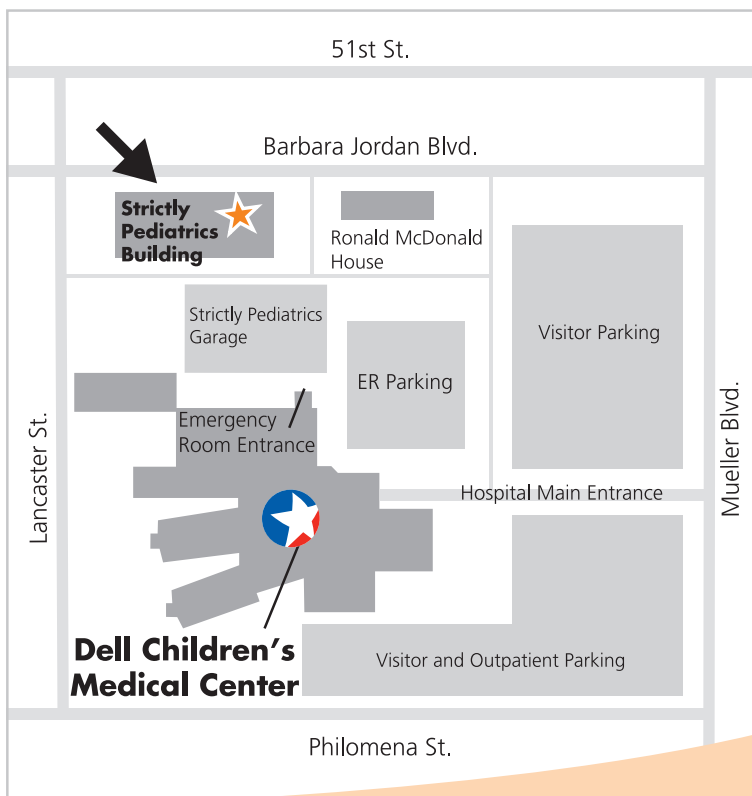 51st St.
Barbara Jordan Blvd.
Strictly
Pediatrics
Building
Ronald McDonald
House
Strictly Pediatrics
Garage
Visitor Parking
ER Parking
Emergency
Room Entrance
Lancaster St.
Mueller Blvd.
Hospital Main Entrance
Dell Children's
Medical Center
Visitor and Outpatient Parking
Philomena St.